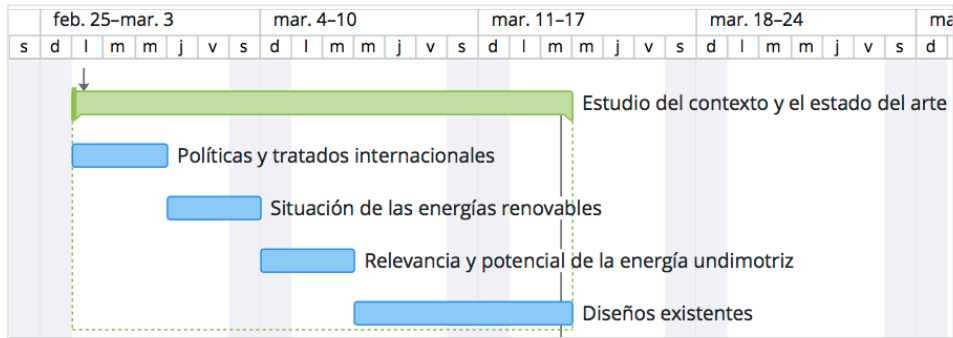 feb. 25–mar. 3 mar. 4–10 mar. 11–17 mar. 18–24 ma
s d l m m j v s d l m m j v s d l m m j v s d l m m j v s d
Estudio del contexto y el estado del arte
Políticas y tratados internacionales
Situación de las energías renovables
Relevancia y potencial de la energía undimotriz
Diseños existentes